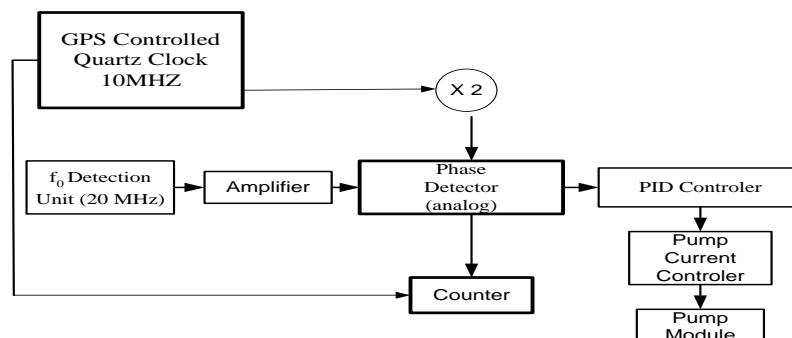 GPS Controlled
Quartz Clock
10MHZ
X 2
f0 Detection
Unit (20 MHz)
Amplifier
Phase
Detector
(analog)
PID Controler
Pump
Current
Controler
Counter
Pump
Module